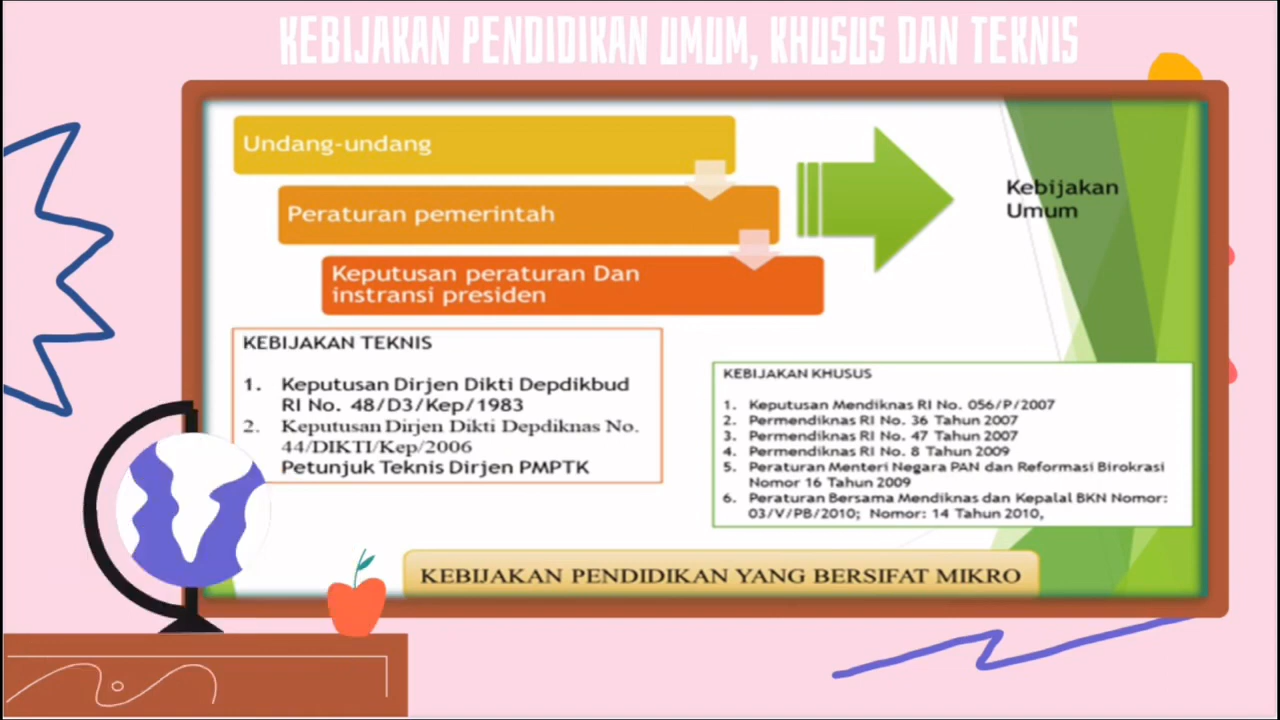 KEBIJAKAN PENDIDIKAN UMUM, KHUSUS DAN TEKNIS
Undang-undang
Peraturan pemerintah
Keputusan peraturan Dan
instransi presiden
Kebijakan
Umum
KEBIJAKAN TEKNIS
1. Keputusan Dirjen Dikti Depdikbud
RI No. 48/D3/Kep/1983
2. Keputusan Dirjen Dikti Depdiknas No.
44/DIKTI/Kep/2006
Petunjuk Teknis Dirjen PMPTK
KEBIJAKAN KHUSUS
1. Keputusan Mendiknas RI No. 056/P/2007
2. Permendiknas RI No. 36 Tahun 2007
3. Permendiknas RI No. 47 Tahun 2007
4. Permendiknas RI No. 8 Tahun 2009
5. Peraturan Menteri Negara PAN dan Reformasi Birokrasi
Nomor 16 Tahun 2009
6. Peraturan Bersama Mendiknas dan Kepalal BKN Nomor:
03/V/PB/2010; Nomor: 14 Tahun 2010,
KEBIJAKAN PENDIDIKAN YANG BERSIFAT MIKRO